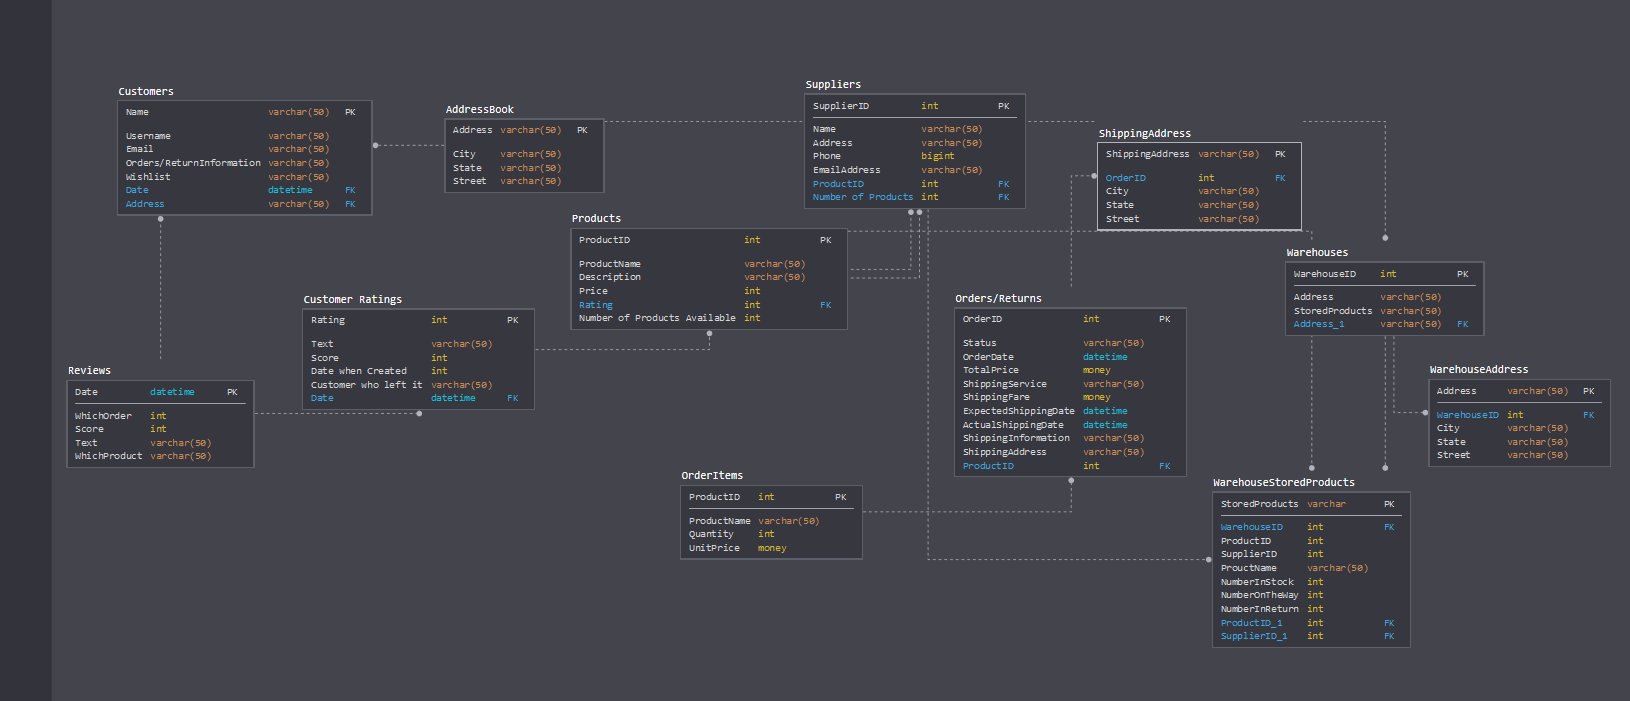 Customers
Name varchar(50) PK
Username varchar(50)
Email varchar(50)
Orders/ReturnInformation varchar(50)
Wishlist varchar(50)
Date datetime FK
Address varchar(50) FK
AddressBook
Address varchar(50) PK
City varchar(50)
State varchar(50)
Street varchar(50)
Suppliers
SupplierID int PK
Name varchar(50)
Address varchar(50)
Phone bigint
EmailAddress varchar(50)
ProductID int FK
Number of Products int FK
ShippingAddress
ShippingAddress varchar(50) PK
OrderID int FK
City varchar(50)
State varchar(50)
Street varchar(50)
Products
ProductID int PK
ProductName varchar(50)
Description varchar(50)
Price int
Rating int FK
Number of Products Available int
Warehouses
WarehouseID int PK
Address varchar(50)
StoredProducts varchar(50)
Address_1 varchar(50) FK
Customer Ratings
Rating int PK
Text varchar(50)
Score int
Date when Created int
Customer who left it varchar(50)
Date datetime FK
Orders/Returns
OrderID int PK
Status varchar(50)
OrderDate datetime
TotalPrice money
ShippingService varchar(50)
ShippingFare money
ExpectedShippingDate datetime
ActualShippingDate datetime
ShippingInformation varchar(50)
ShippingAddress varchar(50)
ProductID int FK
Reviews
Date datetime PK
WhichOrder int
Score int
Text varchar(50)
WhichProduct varchar(50)
WarehouseAddress
Address varchar(50) PK
WarehouseID int FK
City varchar(50)
State varchar(50)
Street varchar(50)
OrderItems
ProductID int PK
ProductName varchar(50)
Quantity int
UnitPrice money
WarehouseStoredProducts
StoredProducts varchar PK
WarehouseID int FK
ProductID int
SupplierID int
ProuctName varchar(50)
NumberInStock int
NumberOnTheWay int
NumberInReturn int
ProductID_1 int FK
SupplierID_1 int FK